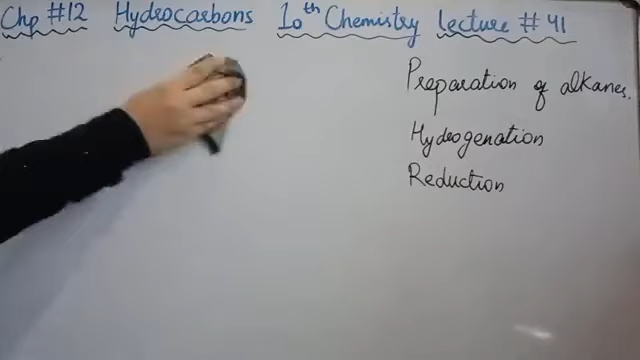 Chp #12 Hydrocarbons 10th Chemistry lecture # 41
Preparation of alkanes.
Hydrogenation
Reduction